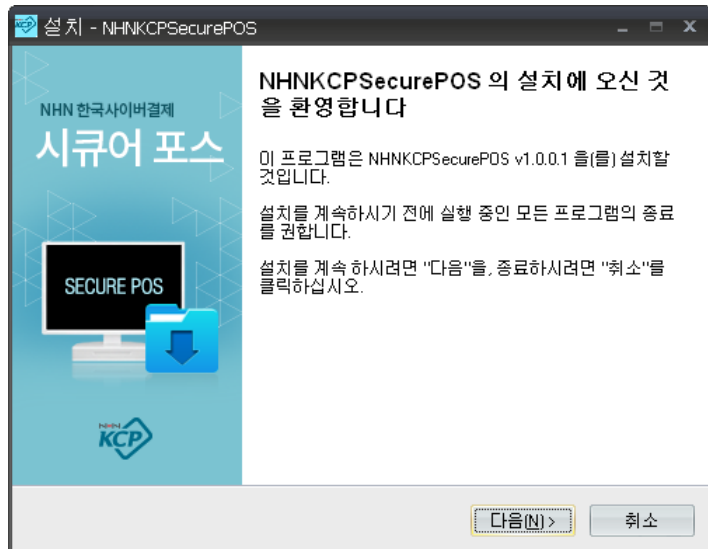 설치 - NHNKCPSecurePOS
NHN 한국사이버결제
시큐어 포스
SECURE POS
NHN
KCP
NHNKCPSecurePOS 의 설치에 오신 것
을 환영합니다
이 프로그램은 NHNKCPSecurePOS v1.0.0.1 을(를) 설치할
것입니다.
설치를 계속하시기 전에 실행 중인 모든 프로그램의 종료
를 권합니다.
설치를 계속 하시려면 "다음"을, 종료하시려면 "취소"를
클릭하십시오.
다음(N) >
취소